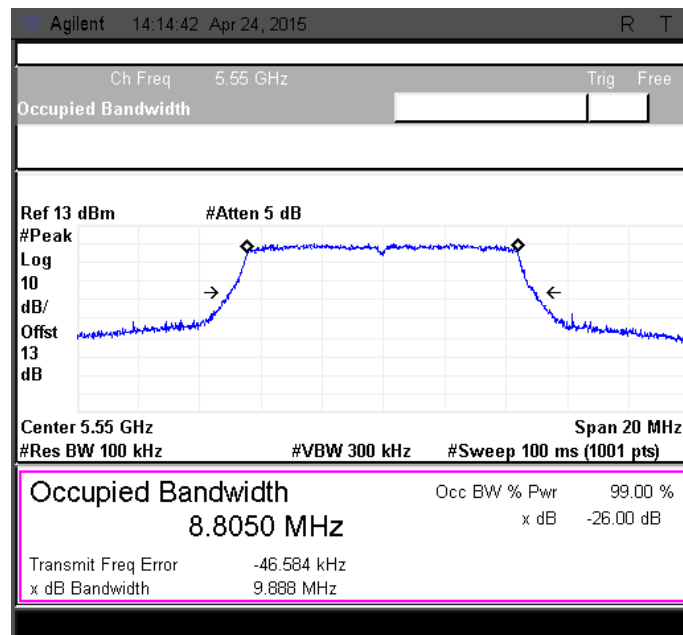 Agilent 14:14:42 Apr 24, 2015 R T
Ch Freq 5.55 GHz Trig Free
Occupied Bandwidth
Ref 13 dBm #Atten 5 dB
#Peak
Log
10
dB/
Offst
13
dB
Center 5.55 GHz Span 20 MHz
#Res BW 100 kHz #VBW 300 kHz #Sweep 100 ms (1001 pts)
Occupied Bandwidth Occ BW % Pwr 99.00 %
8.8050 MHz x dB -26.00 dB
Transmit Freq Error -46.584 kHz
x dB Bandwidth 9.888 MHz